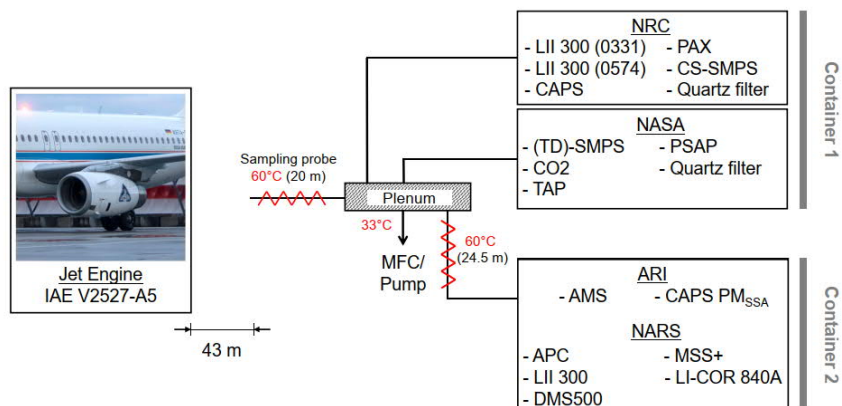 Jet Engine
IAE V2527-A5
43 m
Sampling probe
60°C (20 m)
Plenum
33°C
MFC/
Pump
60°C
(24.5 m)
NRC
- LII 300 (0331) - PAX
- LII 300 (0574) - CS-SMPS
- CAPS - Quartz filter
NASA
- (TD)-SMPS - PSAP
- CO2 - Quartz filter
- TAP
Container 1
ARI
- AMS - CAPS PMSSA
NARS
- APC - MSS+
- LII 300 - LI-COR 840A
- DMS500
Container 2